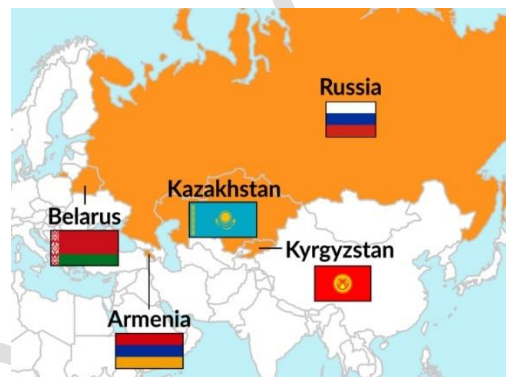 Russia
Kazakhstan
Belarus
Kyrgyzstan
Armenia